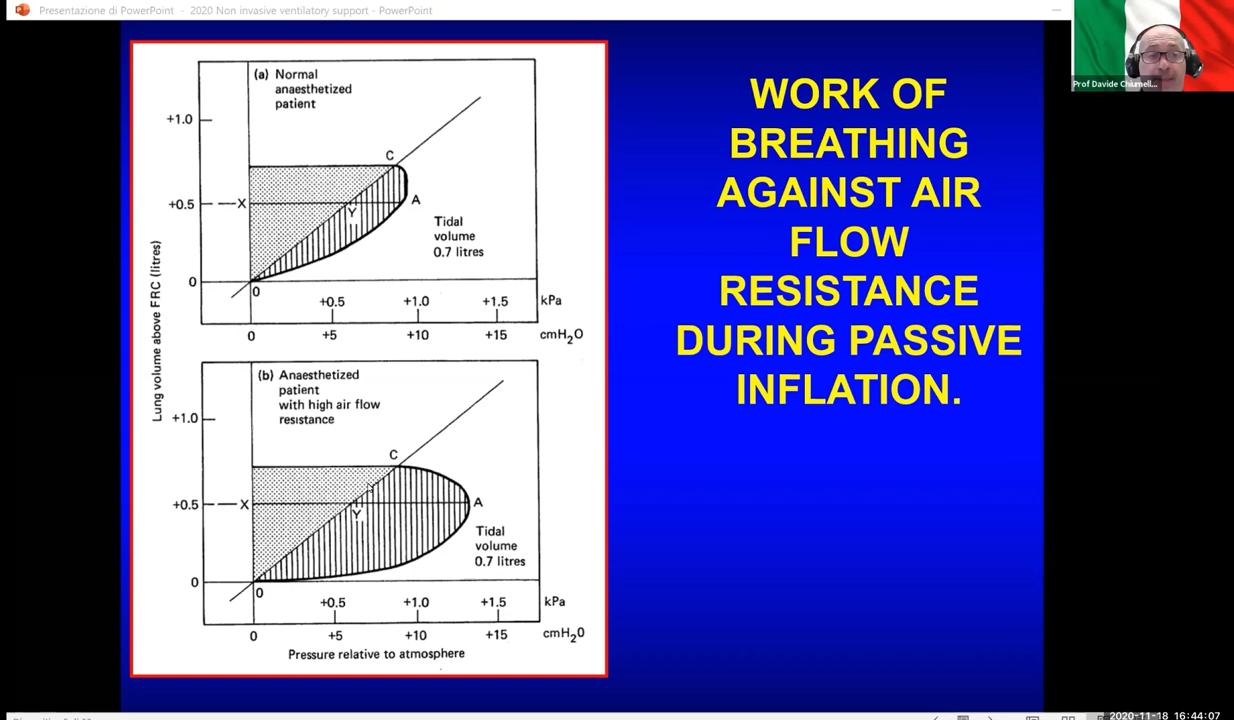 Presentazione di PowerPoint - 2020 Non invasive ventilatory support - PowerPoint
Prof Davide Chiumell...
WORK OF
BREATHING
AGAINST AIR
FLOW
RESISTANCE
DURING PASSIVE
INFLATION.
Lung volume above FRC (litres)
(a) Normal
anaesthetized
patient
+1.0
C
+0.5
X
Y
A
Tidal
volume
0.7 litres
0
0
+0.5
+1.0
+1.5
kPa
0
+5
+10
+15
cmH2O
(b) Anaesthetized
patient
with high air flow
resistance
+1.0
C
+0.5
X
Y
A
Tidal
volume
0.7 litres
0
0
+0.5
+1.0
+1.5
kPa
0
+5
+10
+15
cmH2O
Pressure relative to atmosphere
2020-11-18 16:44:07